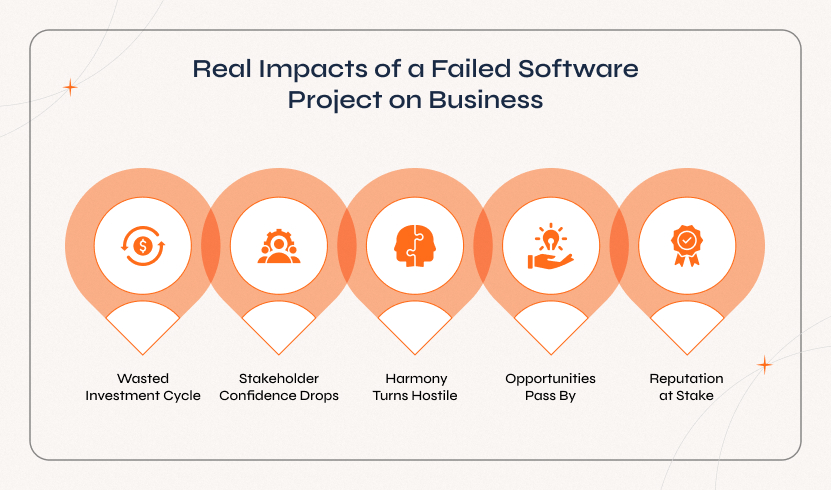 Real Impacts of a Failed Software
Project on Business
$
Wasted
Investment Cycle
Stakeholder
Confidence Drops
Harmony
Turns Hostile
Opportunities
Pass By
Reputation
at Stake